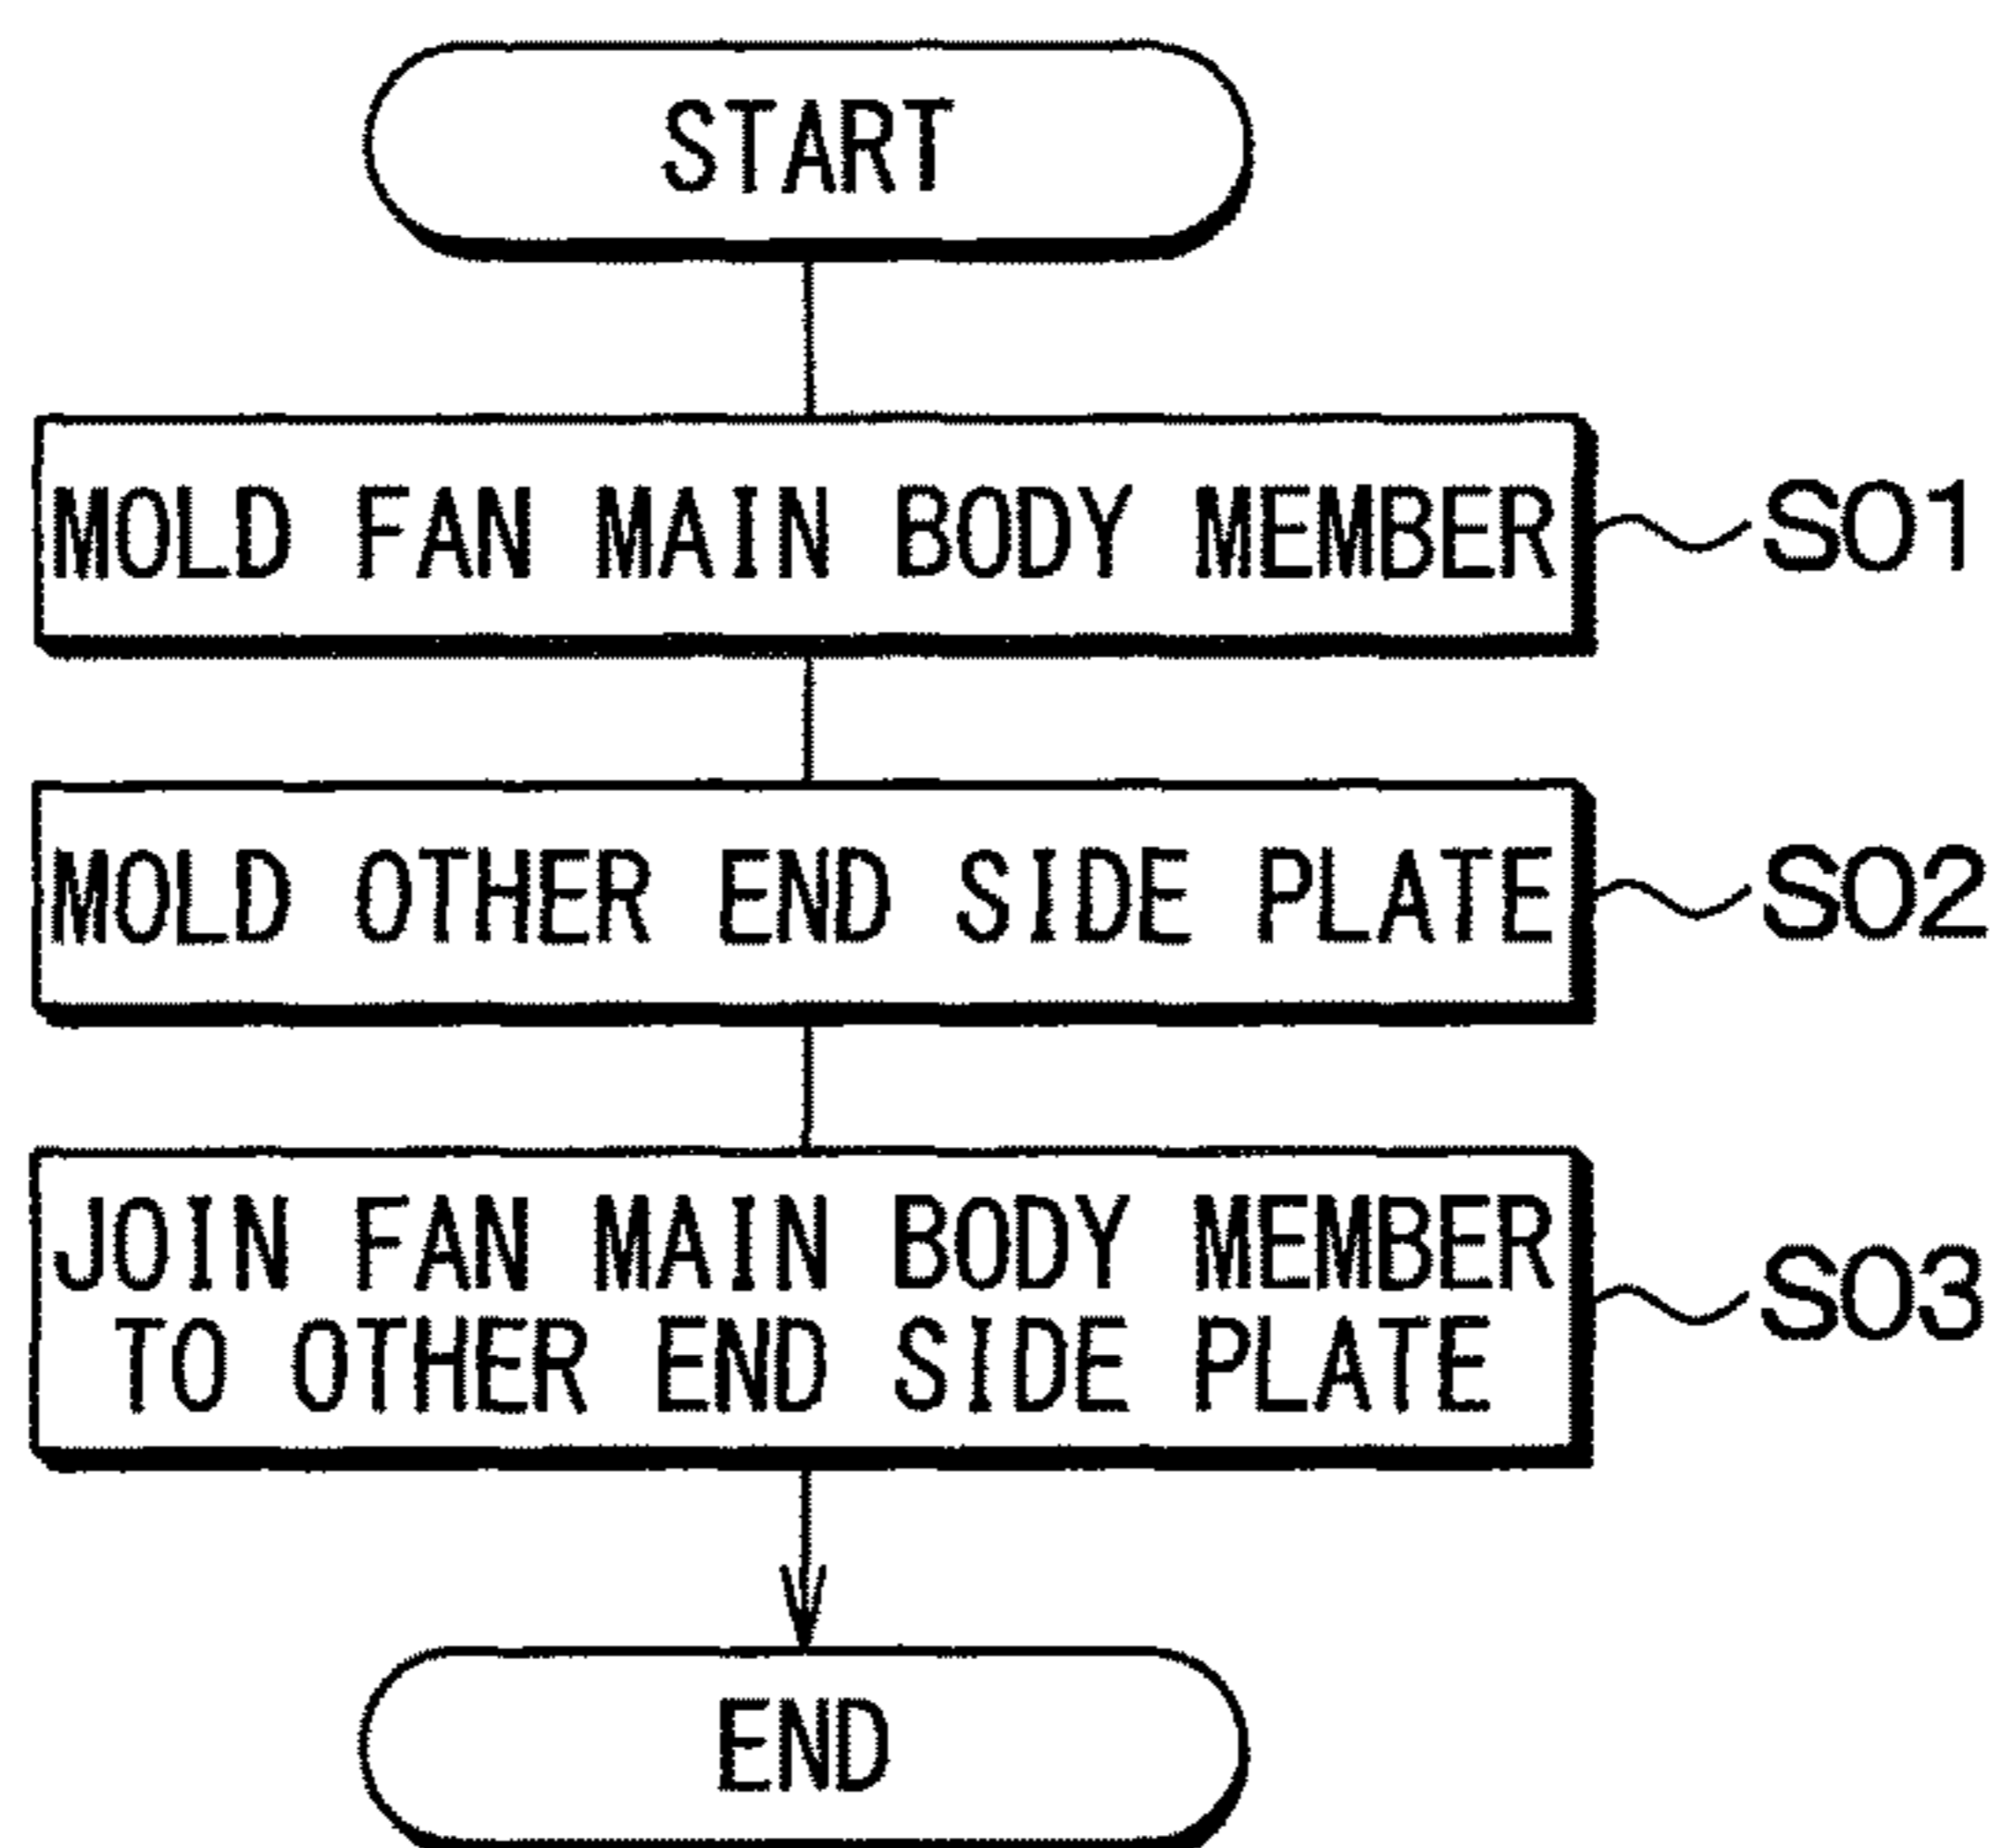 START
MOLD FAN MAIN BODY MEMBER
S01
MOLD OTHER END SIDE PLATE
S02
JOIN FAN MAIN BODY MEMBER
TO OTHER END SIDE PLATE
S03
END